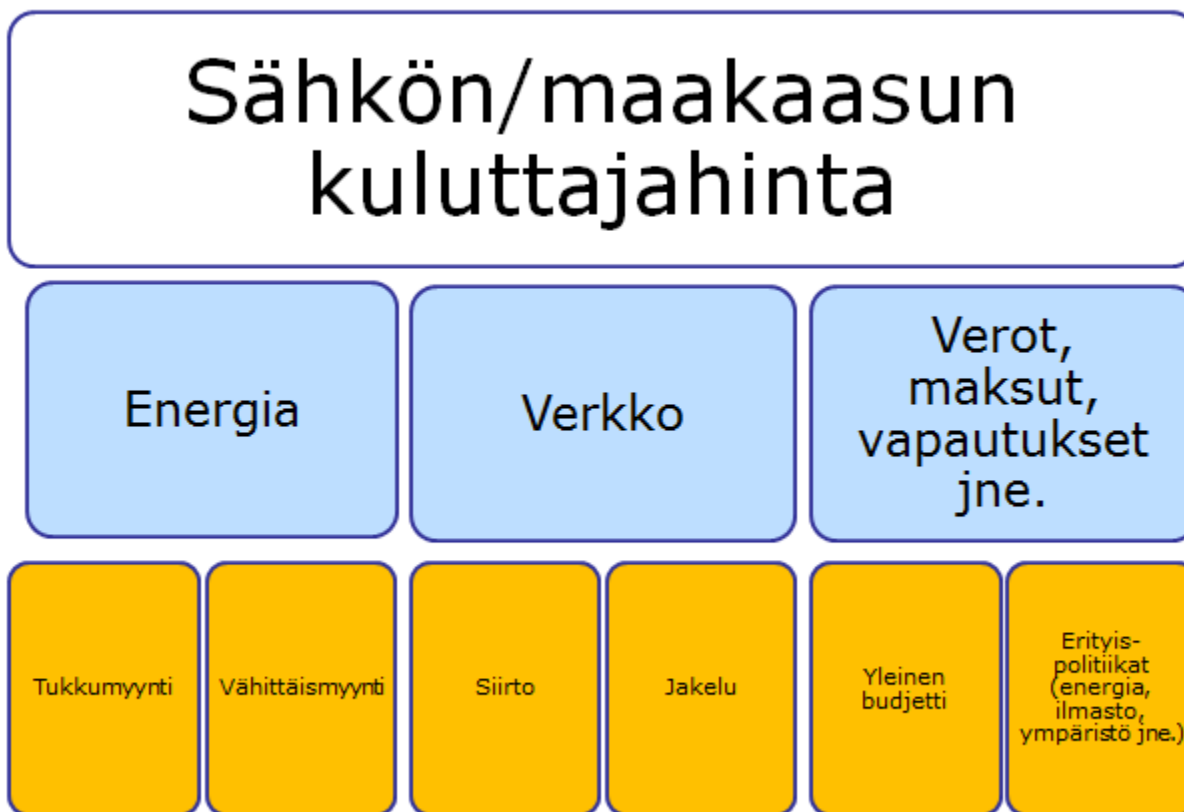 Sähkön/maakaasun
kuluttajahinta
Energia
Verkko
Verot,
maksut,
vapautukset
jne.
Tukkumyynti
Vähittäismyynti
Siirto
Jakelu
Yleinen
budjetti
Erityis-
politiikat
(energia,
ilmasto,
ympäristö jne.)